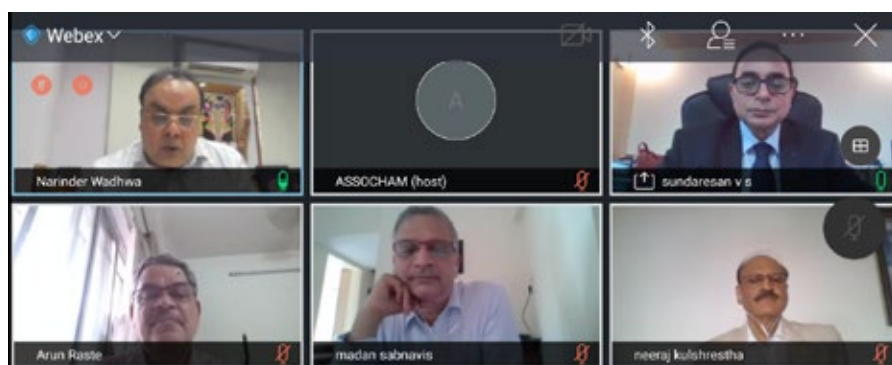 Webex
A
Narinder Wadhwa
ASSOCHAM (host)
sundaresan v s
Arun Raste
madan sabnavis
neeraj kulshrestha